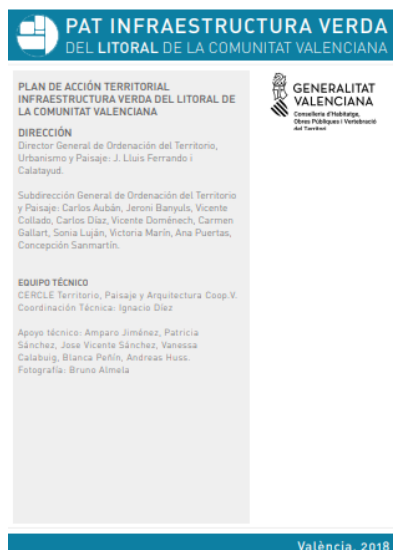 PAT INFRAESTRUCTURA VERDA
DEL LITORAL DE LA COMUNITAT VALENCIANA
PLAN DE ACCIÓN TERRITORIAL
INFRAESTRUCTURA VERDA DEL LITORAL DE
LA COMUNITAT VALENCIANA
DIRECCIÓN
Director General de Ordenación del Territorio,
Urbanismo y Paisaje: J. Lluis Ferrando i
Calatayud.
Subdirección General de Ordenación del Territorio
y Paisaje: Carlos Aubán, Jeroni Banyuls, Vicente
Collado, Carlos Díaz, Vicente Doménech, Carmen
Gallart, Sonia Luján, Victoria Marín, Ana Puertas,
Concepción Sanmartín.
EQUIPO TÉCNICO
CERCLE Territorio, Paisaje y Arquitectura Coop.V.
Coordinación Técnica: Ignacio Díez
Apoyo técnico: Amparo Jiménez, Patricia
Sánchez, Jose Vicente Sánchez, Vanessa
Calabuig, Blanca Peñín, Andreas Huss.
Fotografía: Bruno Almela
GENERALITAT
VALENCIANA
Conselleria d'Habitatge,
Obres Públiques i Vertebració
del Territori
València, 2018